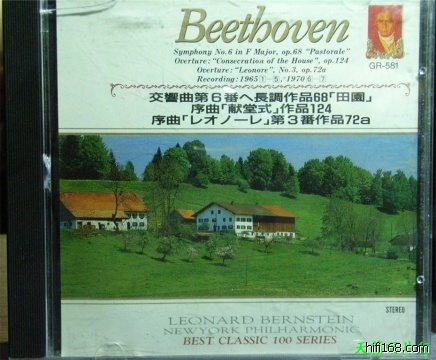 Beethoven
Symphony No.6 in F Major, op.68 "Pastorale"
Overture: "Consecration of the House", op.124
Overture: "Leonore", No.3, op.72a
Recording: 1965①-⑤, 1970⑥-⑦
GR-581
交響曲第6番ヘ長調作品68「田園」
序曲「献堂式」作品124
序曲「レオノーレ」第3番作品72a
STEREO
LEONARD BERNSTEIN
NEW YORK PHILHARMONIC
BEST CLASSIC 100 SERIES
hifi168.com